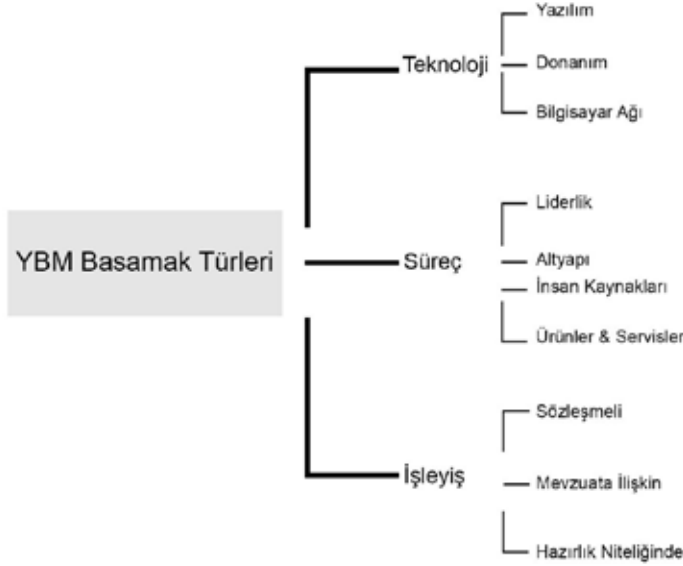 YBM Basamak Türleri
Teknoloji
Yazılım
Donanım
Bilgisayar Ağı
Süreç
Liderlik
Altyapı
İnsan Kaynakları
Ürünler & Servisler
İşleyiş
Sözleşmeli
Mevzuata İlişkin
Hazırlık Niteliğinde